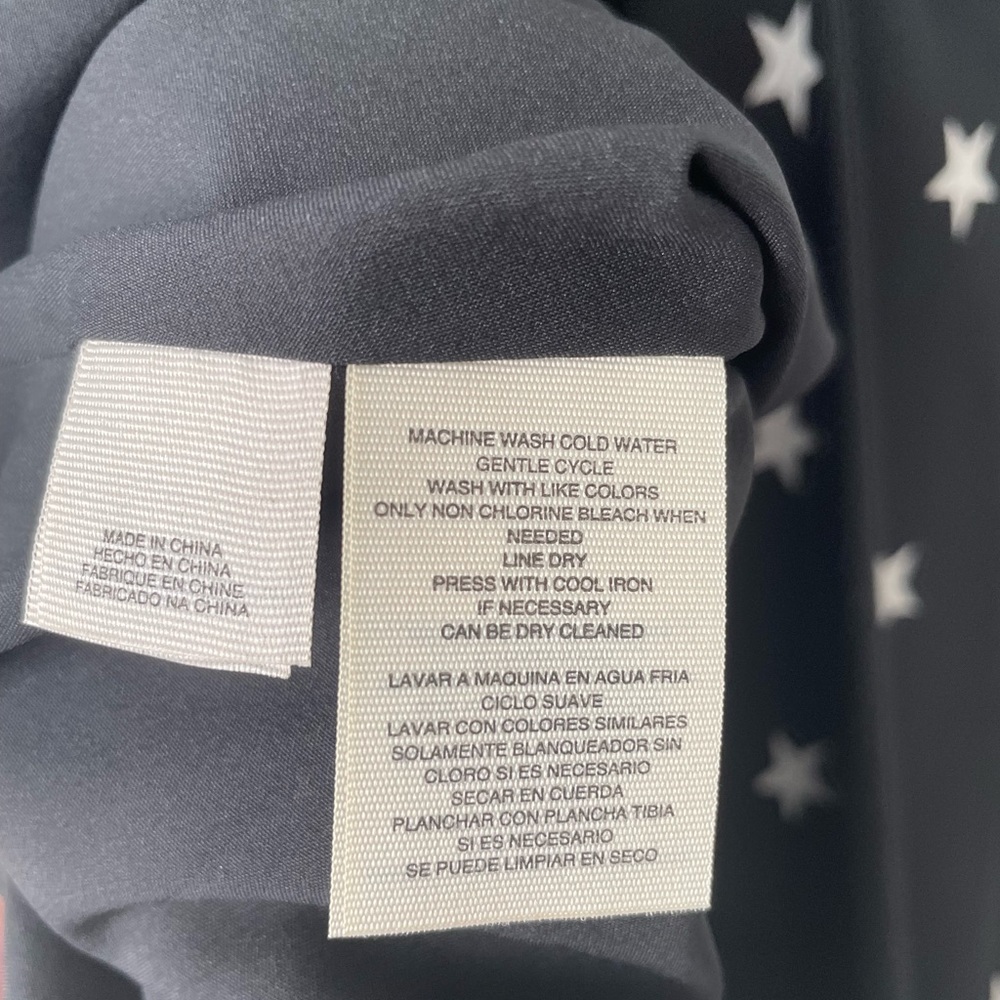 MADE IN CHINA
HECHO EN CHINA
FABRIQUE EN CHINE
FABRICADO NA CHINA
MACHINE WASH COLD WATER
GENTLE CYCLE
WASH WITH LIKE COLORS
ONLY NON CHLORINE BLEACH WHEN
NEEDED
LINE DRY
PRESS WITH COOL IRON
IF NECESSARY
CAN BE DRY CLEANED
LAVAR A MAQUINA EN AGUA FRIA
CICLO SUAVE
LAVAR CON COLORES SIMILARES
SOLAMENTE BLANQUEADOR SIN
CLORO SI ES NECESARIO
SECAR EN CUERDA
PLANCHAR CON PLANCHA TIBIA
SI ES NECESARIO
SE PUEDE LIMPIAR EN SECO